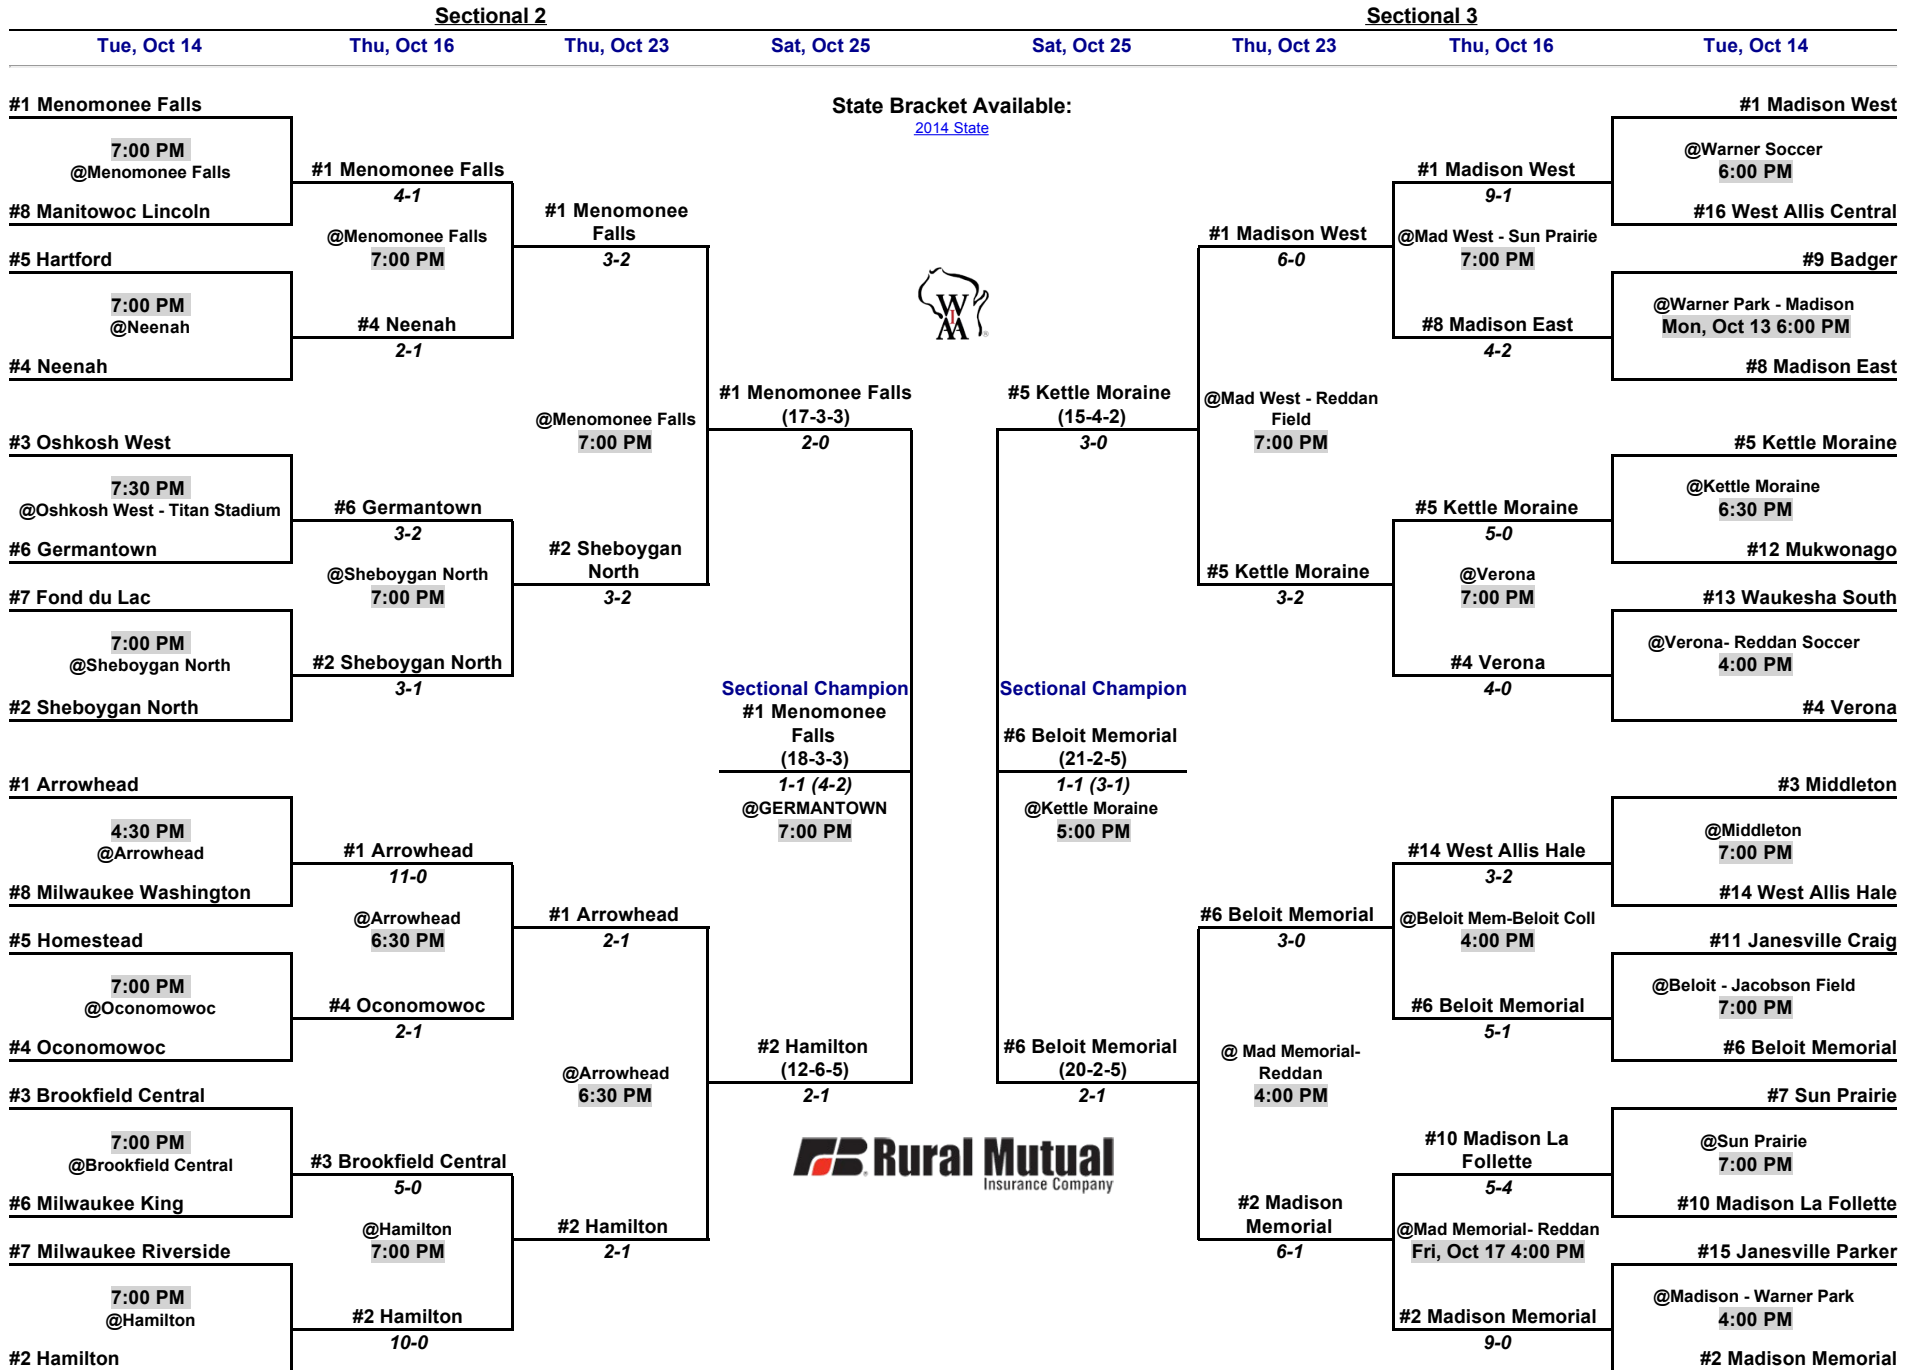 Sectional 2
Sectional 3
Tue, Oct 14
Thu, Oct 16
Thu, Oct 23
Sat, Oct 25
Sat, Oct 25
Thu, Oct 23
Thu, Oct 16
Tue, Oct 14
State Bracket Available:
2014 State
#1 Menomonee Falls
7:00 PM
@Menomonee Falls
#8 Manitowoc Lincoln
#5 Hartford
7:00 PM
@Neenah
#4 Neenah
#3 Oshkosh West
7:30 PM
@Oshkosh West - Titan Stadium
#6 Germantown
#7 Fond du Lac
7:00 PM
@Sheboygan North
#2 Sheboygan North
#1 Arrowhead
4:30 PM
@Arrowhead
#8 Milwaukee Washington
#5 Homestead
7:00 PM
@Oconomowoc
#4 Oconomowoc
#3 Brookfield Central
7:00 PM
@Brookfield Central
#6 Milwaukee King
#7 Milwaukee Riverside
7:00 PM
@Hamilton
#2 Hamilton
#1 Menomonee Falls
4-1
@Menomonee Falls
7:00 PM
#4 Neenah
2-1
#6 Germantown
3-2
@Sheboygan North
7:00 PM
#2 Sheboygan North
3-1
#1 Arrowhead
11-0
@Arrowhead
6:30 PM
#4 Oconomowoc
2-1
#3 Brookfield Central
5-0
@Hamilton
7:00 PM
#2 Hamilton
10-0
#1 Menomonee
Falls
3-2
@Menomonee Falls
7:00 PM
#2 Sheboygan
North
3-2
#1 Arrowhead
2-1
@Arrowhead
6:30 PM
#2 Hamilton
2-1
#1 Menomonee Falls
(17-3-3)
2-0
Sectional Champion
#1 Menomonee
Falls
(18-3-3)
1-1 (4-2)
@GERMANTOWN
7:00 PM
#2 Hamilton
(12-6-5)
2-1
WIAA
®
Rural Mutual
Insurance Company
#5 Kettle Moraine
(15-4-2)
3-0
Sectional Champion
#6 Beloit Memorial
(21-2-5)
1-1 (3-1)
@Kettle Moraine
5:00 PM
#6 Beloit Memorial
(20-2-5)
2-1
#1 Madison West
6-0
@Mad West - Reddan
Field
7:00 PM
#5 Kettle Moraine
3-2
#6 Beloit Memorial
3-0
@ Mad Memorial-
Reddan
4:00 PM
#2 Madison
Memorial
6-1
#1 Madison West
9-1
@Mad West - Sun Prairie
7:00 PM
#8 Madison East
4-2
#5 Kettle Moraine
5-0
@Verona
7:00 PM
#4 Verona
4-0
#14 West Allis Hale
3-2
@Beloit Mem-Beloit Coll
4:00 PM
#6 Beloit Memorial
5-1
#10 Madison La
Follette
5-4
@Mad Memorial- Reddan
Fri, Oct 17 4:00 PM
#2 Madison Memorial
9-0
#1 Madison West
@Warner Soccer
6:00 PM
#16 West Allis Central
#9 Badger
@Warner Park - Madison
Mon, Oct 13 6:00 PM
#8 Madison East
#5 Kettle Moraine
@Kettle Moraine
6:30 PM
#12 Mukwonago
#13 Waukesha South
@Verona- Reddan Soccer
4:00 PM
#4 Verona
#3 Middleton
@Middleton
7:00 PM
#14 West Allis Hale
#11 Janesville Craig
@Beloit - Jacobson Field
7:00 PM
#6 Beloit Memorial
#7 Sun Prairie
@Sun Prairie
7:00 PM
#10 Madison La Follette
#15 Janesville Parker
@Madison - Warner Park
4:00 PM
#2 Madison Memorial